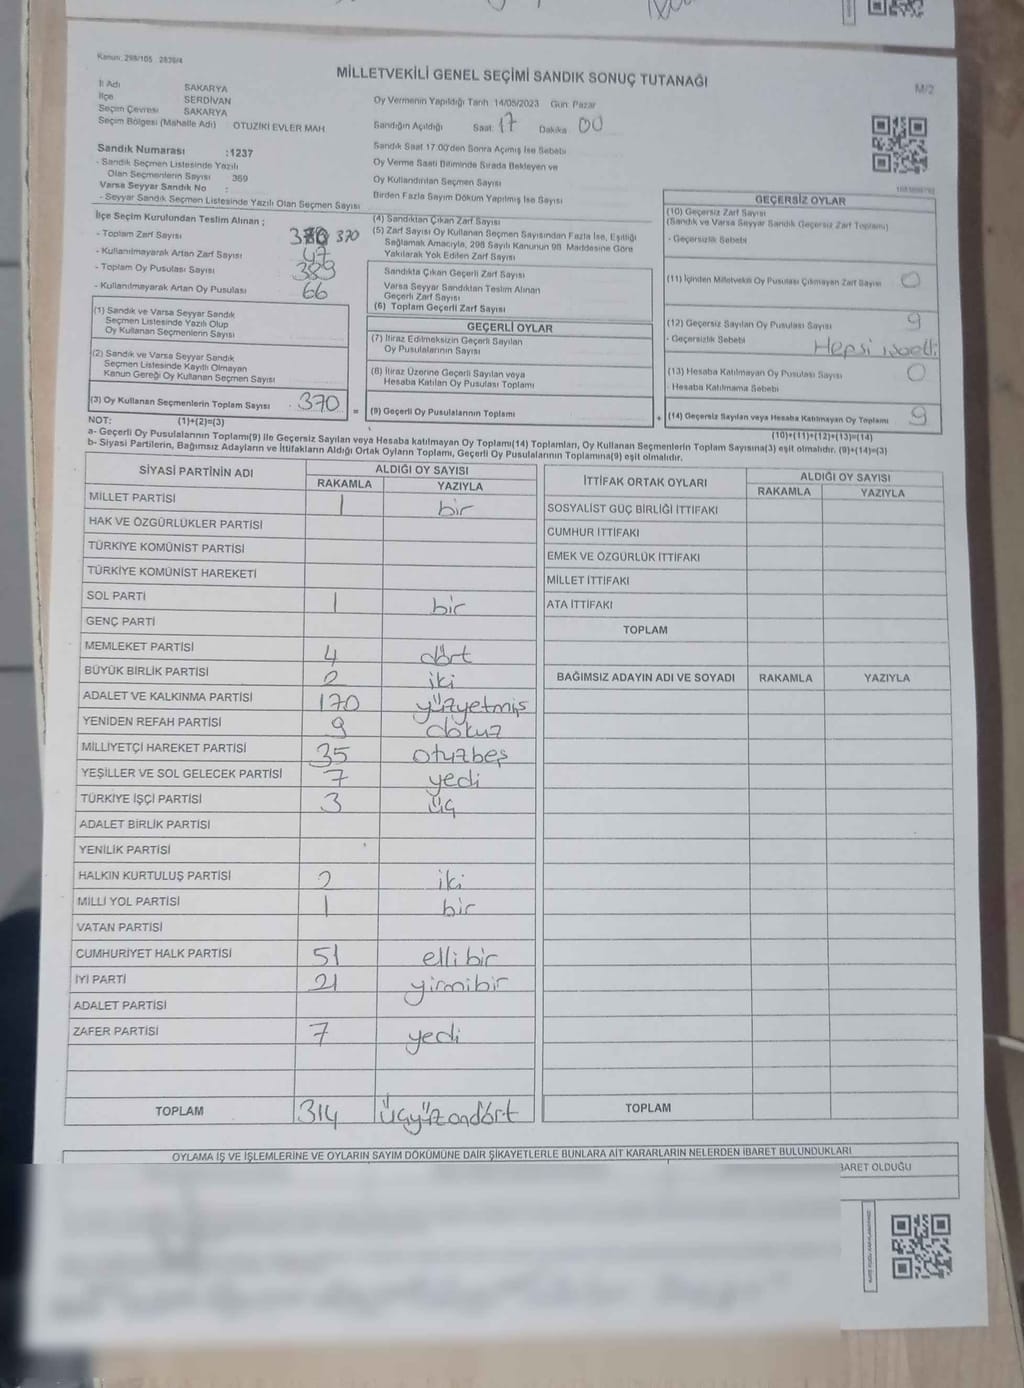 Kanun: 298/105 2839/4
MİLLETVEKİLİ GENEL SEÇİMİ SANDIK SONUÇ TUTANAĞI
M/2
İl Adı SAKARYA
İlçe SERDİVAN
Seçim Çevresi SAKARYA
Seçim Bölgesi (Mahalle Adı) OTUZİKİ EVLER MAH
Sandık Numarası :1237
- Sandık Seçmen Listesinde Yazılı
Olan Seçmenlerin Sayısı 369
Varsa Seyyar Sandık No :
- Seyyar Sandık Seçmen Listesinde Yazılı Olan Seçmen Sayısı
Oy Vermenin Yapıldığı Tarih 14/05/2023 Gün: Pazar
Sandığın Açıldığı Saat: 17 Dakika 00
Sandık Saat 17.00'den Sonra Açılmış İse Sebebi
Oy Verme Saati Bitiminde Sırada Bekleyen ve
Oy Kullandırılan Seçmen Sayısı
Birden Fazla Sayım Döküm Yapılmış İse Sayısı
İlçe Seçim Kurulundan Teslim Alınan ;
- Toplam Zarf Sayısı 370
- Kullanılmayarak Artan Zarf Sayısı 47
- Toplam Oy Pusulası Sayısı 389
- Kullanılmayarak Artan Oy Pusulası 66
(1) Sandık ve Varsa Seyyar Sandık
Seçmen Listesinde Yazılı Olup
Oy Kullanan Seçmenlerin Sayısı
(2) Sandık ve Varsa Seyyar Sandık
Seçmen Listesinde Kayıtlı Olmayan
Kanun Gereği Oy Kullanan Seçmen Sayısı
(3) Oy Kullanan Seçmenlerin Toplam Sayısı 370
(4) Sandıktan Çıkan Zarf Sayısı
(5) Zarf Sayısı Oy Kullanan Seçmen Sayısından Fazla İse, Eşitliği
Sağlamak Amacıyla, 298 Sayılı Kanunun 98 Maddesine Göre
Yakılarak Yok Edilen Zarf Sayısı
Sandıkta Çıkan Geçerli Zarf Sayısı
Varsa Seyyar Sandıktan Teslim Alınan
Geçerli Zarf Sayısı
(6) Toplam Geçerli Zarf Sayısı
GEÇERLİ OYLAR
(7) İtiraz Edilmeksizin Geçerli Sayılan
Oy Pusulalarının Sayısı
(8) İtiraz Üzerine Geçerli Sayılan veya
Hesaba Katılan Oy Pusulası Toplamı
= (9) Geçerli Oy Pusulalarının Toplamı
GEÇERSİZ OYLAR
(10) Geçersiz Zarf Sayısı
(Sandık ve Varsa Seyyar Sandık Geçersiz Zarf Toplamı)
- Geçersizlik Sebebi
(11) İçinden Milletvekili Oy Pusulası Çıkmayan Zarf Sayısı 0
(12) Geçersiz Sayılan Oy Pusulası Sayısı 9
- Geçersizlik Sebebi Hepsi
(13) Hesaba Katılmayan Oy Pusulası Sayısı 0
- Hesaba Katılmama Sebebi
+ (14) Geçersiz Sayılan veya Hesaba Katılmayan Oy Toplamı 9
NOT: (1)+(2)=(3) (10)+(11)+(12)+(13)=(14)
a- Geçerli Oy Pusulalarının Toplamı(9) ile Geçersiz Sayılan veya Hesaba katılmayan Oy Toplamı(14) Toplamları, Oy Kullanan Seçmenlerin Toplam Sayısına(3) eşit olmalıdır. (9)+(14)=(3)
b- Siyasi Partilerin, Bağımsız Adayların ve İttifakların Aldığı Ortak Oyların Toplamı, Geçerli Oy Pusulalarının Toplamına(9) eşit olmalıdır.
SİYASİ PARTİNİN ADI ALDIĞI OY SAYISI
RAKAMLA YAZIYLA
MİLLET PARTİSİ 1 bir
HAK VE ÖZGÜRLÜKLER PARTİSİ
TÜRKİYE KOMÜNİST PARTİSİ
TÜRKİYE KOMÜNİST HAREKETİ
SOL PARTİ 1 bir
GENÇ PARTİ
MEMLEKET PARTİSİ 4 dört
BÜYÜK BİRLİK PARTİSİ 2 iki
ADALET VE KALKINMA PARTİSİ 170 yüzyetmiş
YENİDEN REFAH PARTİSİ 9 dokuz
MİLLİYETÇİ HAREKET PARTİSİ 35 otuzbeş
YEŞİLLER VE SOL GELECEK PARTİSİ 7 yedi
TÜRKİYE İŞÇİ PARTİSİ 3 üç
ADALET BİRLİK PARTİSİ
YENİLİK PARTİSİ
HALKIN KURTULUŞ PARTİSİ 2 iki
MİLLİ YOL PARTİSİ 1 bir
VATAN PARTİSİ
CUMHURİYET HALK PARTİSİ 51 ellibir
İYİ PARTİ 21 yirmibir
ADALET PARTİSİ
ZAFER PARTİSİ 7 yedi
TOPLAM 314 üçyüzondört
İTTİFAK ORTAK OYLARI ALDIĞI OY SAYISI
RAKAMLA YAZIYLA
SOSYALİST GÜÇ BİRLİĞİ İTTİFAKI
CUMHUR İTTİFAKI
EMEK VE ÖZGÜRLÜK İTTİFAKI
MİLLET İTTİFAKI
ATA İTTİFAKI
TOPLAM
BAĞIMSIZ ADAYIN ADI VE SOYADI RAKAMLA YAZIYLA
TOPLAM
OYLAMA İŞ VE İŞLEMLERİNE VE OYLARIN SAYIM DÖKÜMÜNE DAİR ŞİKAYETLERLE BUNLARA AİT KARARLARIN NELERDEN İBARET BULUNDUKLARI
BARET OLDUĞU